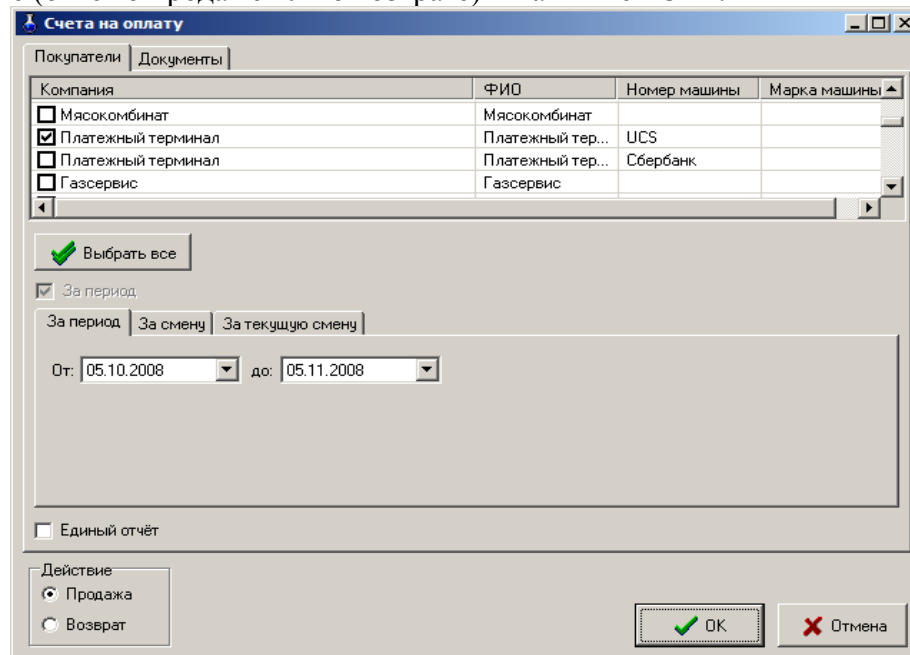 Счета на оплату
Покупатели Документы
Компания ФИО Номер машины Марка машины
Мясокомбинат Мясокомбинат
Платежный терминал Платежный тер... UCS
Платежный терминал Платежный тер... Сбербанк
Газсервис Газсервис
Выбрать все
За период
За период За смену За текущую смену
От: 05.10.2008 до: 05.11.2008
Единый отчёт
Действие
Продажа
Возврат
OK Отмена